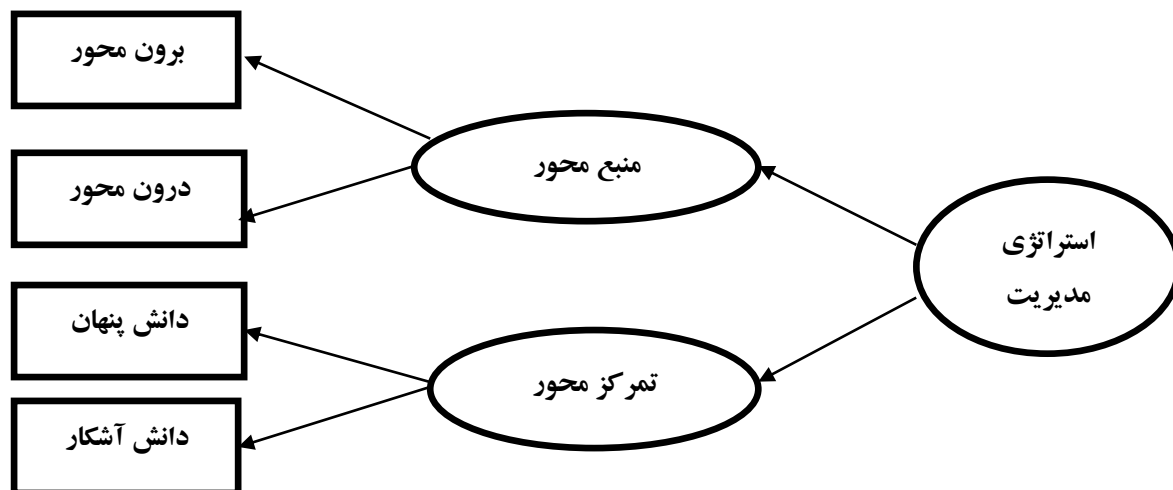 برون محور
منبع محور
درون محور
استراتژی
مدیریت
دانش پنهان
تمرکز محور
دانش آشکار